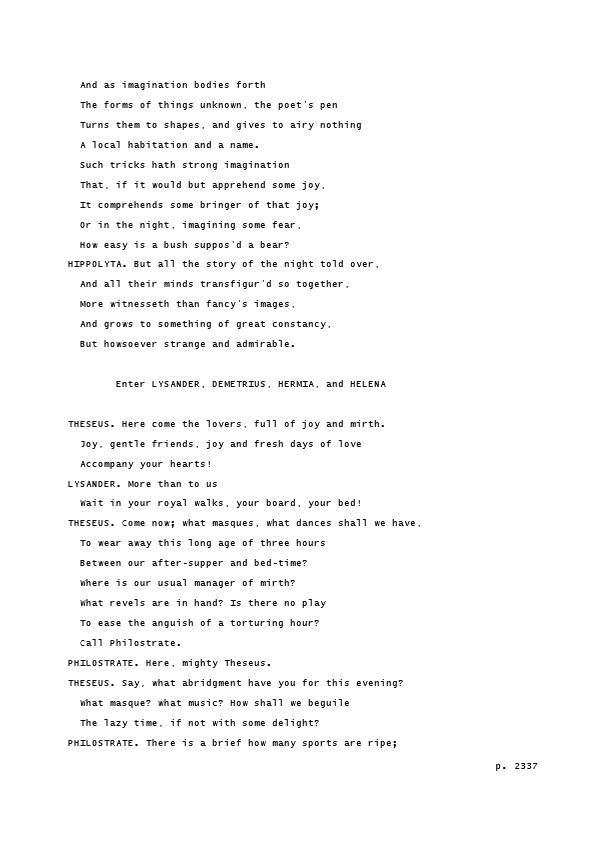 And as imagination bodies forth
The forms of things unknown, the poet's pen
Turns them to shapes, and gives to airy nothing
A local habitation and a name.
Such tricks hath strong imagination
That, if it would but apprehend some joy,
It comprehends some bringer of that joy;
Or in the night, imagining some fear,
How easy is a bush suppos'd a bear?
HIPPOLYTA. But all the story of the night told over,
And all their minds transfigur'd so together,
More witnesseth than fancy's images,
And grows to something of great constancy,
But howsoever strange and admirable.
Enter LYSANDER, DEMETRIUS, HERMIA, and HELENA
THESEUS. Here come the lovers, full of joy and mirth.
Joy, gentle friends, joy and fresh days of love
Accompany your hearts!
LYSANDER. More than to us
Wait in your royal walks, your board, your bed!
THESEUS. Come now; what masques, what dances shall we have,
To wear away this long age of three hours
Between our after-supper and bed-time?
Where is our usual manager of mirth?
What revels are in hand? Is there no play
To ease the anguish of a torturing hour?
Call Philostrate.
PHILOSTRATE. Here, mighty Theseus.
THESEUS. Say, what abridgment have you for this evening?
What masque? what music? How shall we beguile
The lazy time, if not with some delight?
PHILOSTRATE. There is a brief how many sports are ripe;
p. 2337